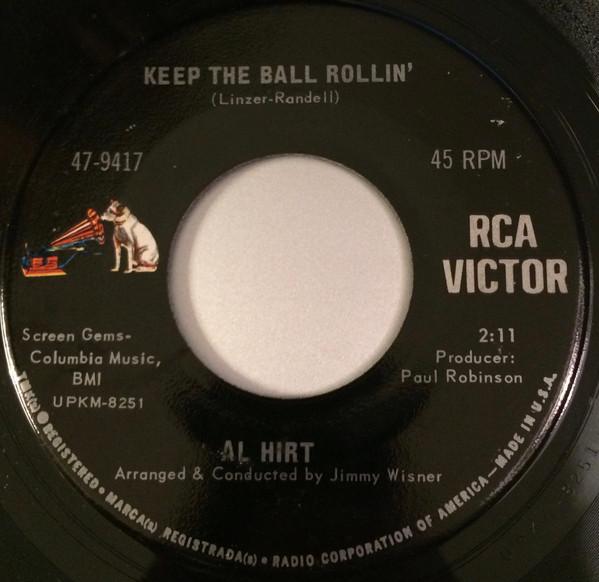 KEEP THE BALL ROLLIN'
(Linzer-Randell)
47-9417
45 RPM
RCA
VICTOR
Screen Gems-
Columbia Music,
BMI
UPKM-8251
2:11
Producer:
Paul Robinson
AL HIRT
Arranged & Conducted by Jimmy Wisner
TMK(s) ● REGISTERED • MARCA(s) REGISTRADA(s) • RADIO CORPORATION OF AMERICA—MADE IN U.S.A.